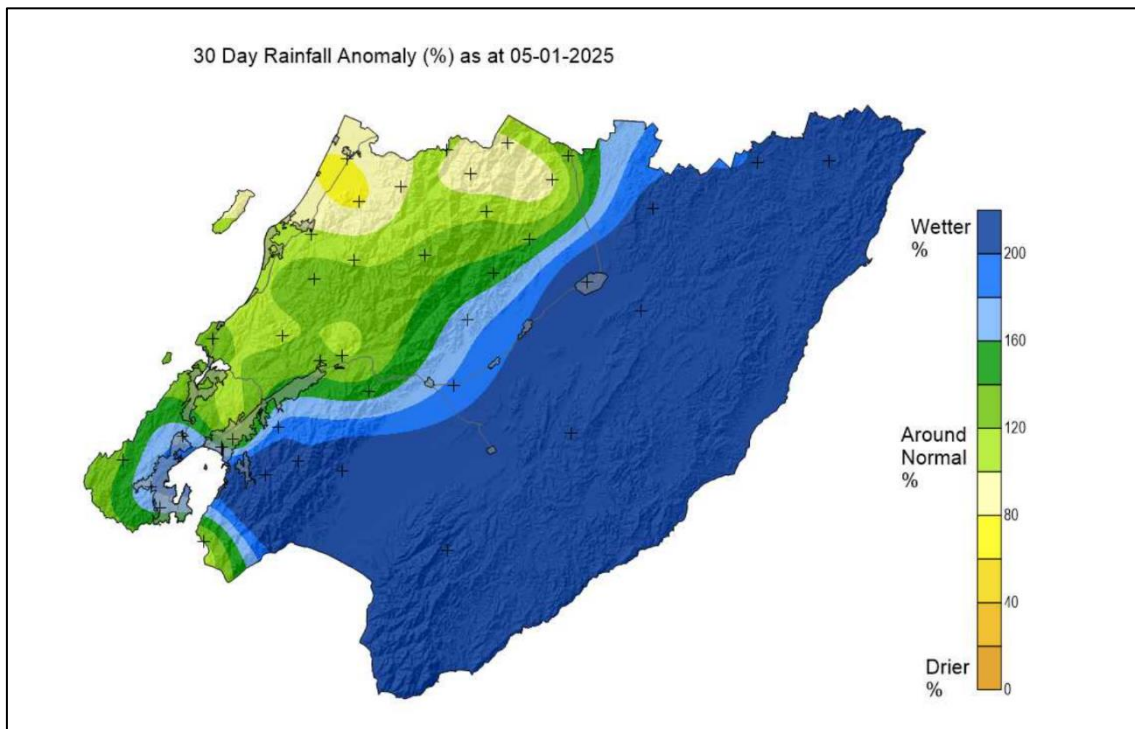 30 Day Rainfall Anomaly (%) as at 05-01-2025
Wetter
%
200
160
Around
Normal
%
120
80
40
Drier
%
0